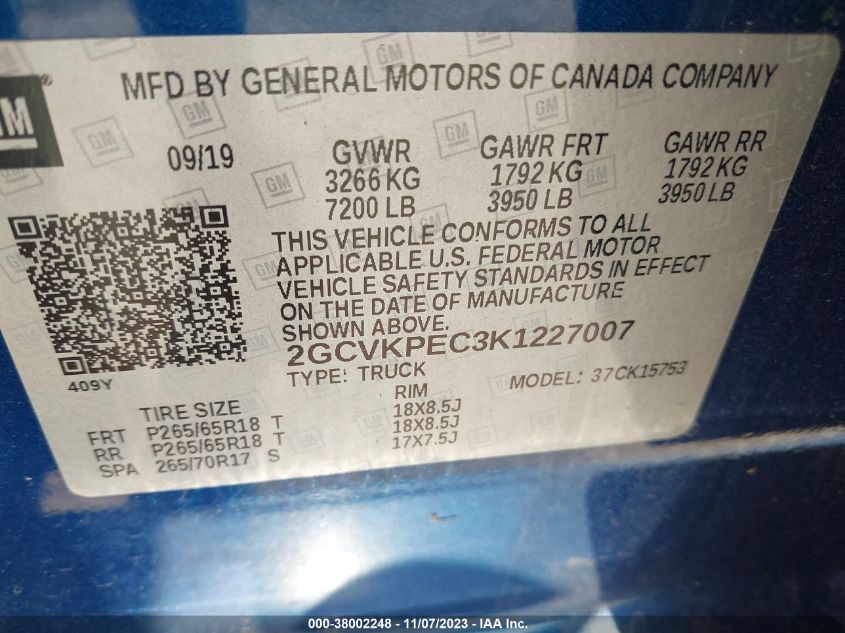 MFD BY GENERAL MOTORS OF CANADA COMPANY
GM
09/19
GVWR
3266 KG
7200 LB
GAWR FRT
1792 KG
3950 LB
GAWR RR
1792 KG
3950 LB
THIS VEHICLE CONFORMS TO ALL
APPLICABLE U.S. FEDERAL MOTOR
VEHICLE SAFETY STANDARDS IN EFFECT
ON THE DATE OF MANUFACTURE
SHOWN ABOVE.
2GCVKPEC3K1227007
TYPE: TRUCK
MODEL: 37CK15753
409Y
TIRE SIZE RIM
FRT P265/65R18 T 18X8.5J
RR P265/65R18 T 18X8.5J
SPA 265/70R17 S 17X7.5J
000-38002248 - 11/07/2023 - IAA Inc.